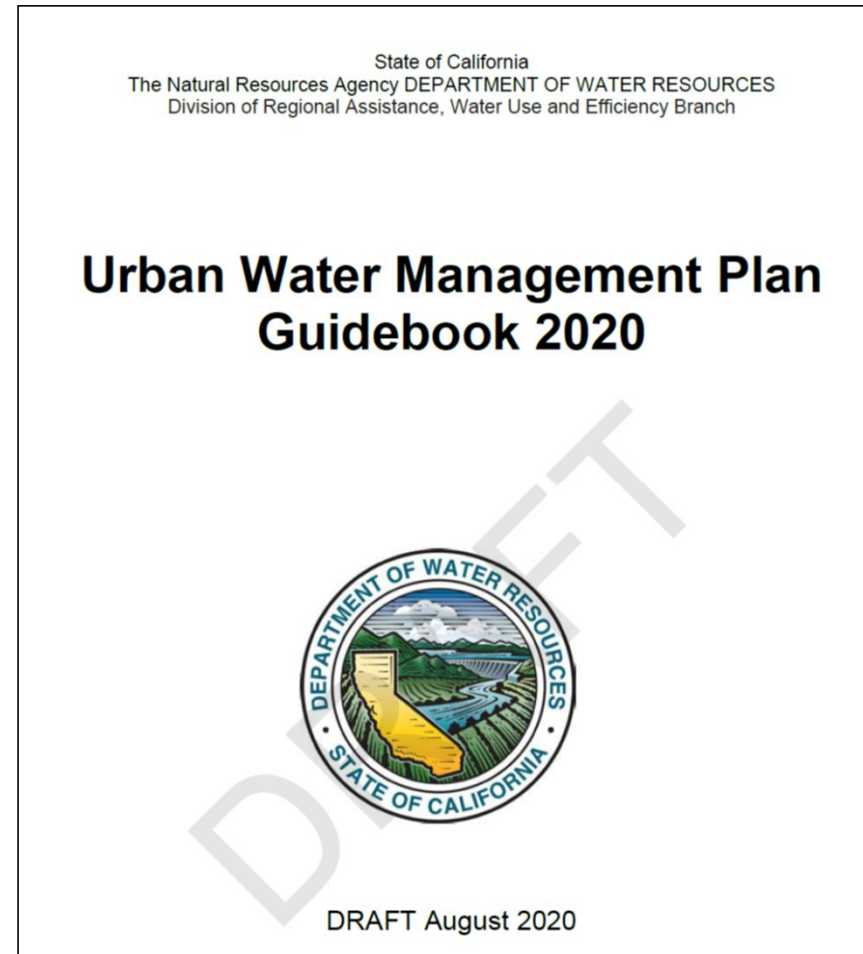 State of California
The Natural Resources Agency DEPARTMENT OF WATER RESOURCES
Division of Regional Assistance, Water Use and Efficiency Branch
Urban Water Management Plan
Guidebook 2020
DRAFT
DEPARTMENT OF WATER RESOURCES
STATE OF CALIFORNIA
DRAFT August 2020